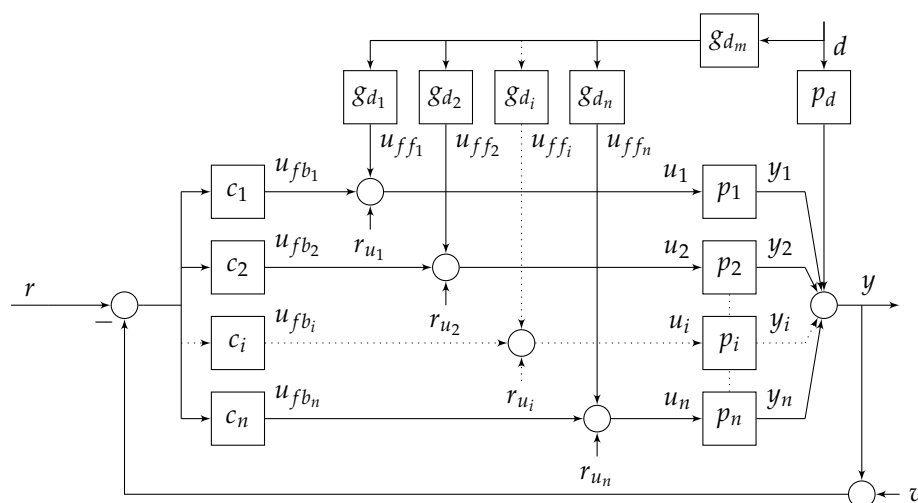 g_{d_m} d
g_{d_1} g_{d_2} g_{d_i} g_{d_n} p_d
u_{ff_1} u_{ff_2} u_{ff_i} u_{ff_n}
c_1 u_{fb_1} u_1 p_1 y_1
r_{u_1}
c_2 u_{fb_2} u_2 p_2 y_2
r y
r_{u_2}
− c_i u_{fb_i} u_i p_i y_i
r_{u_i}
c_n u_{fb_n} u_n p_n y_n
r_{u_n}